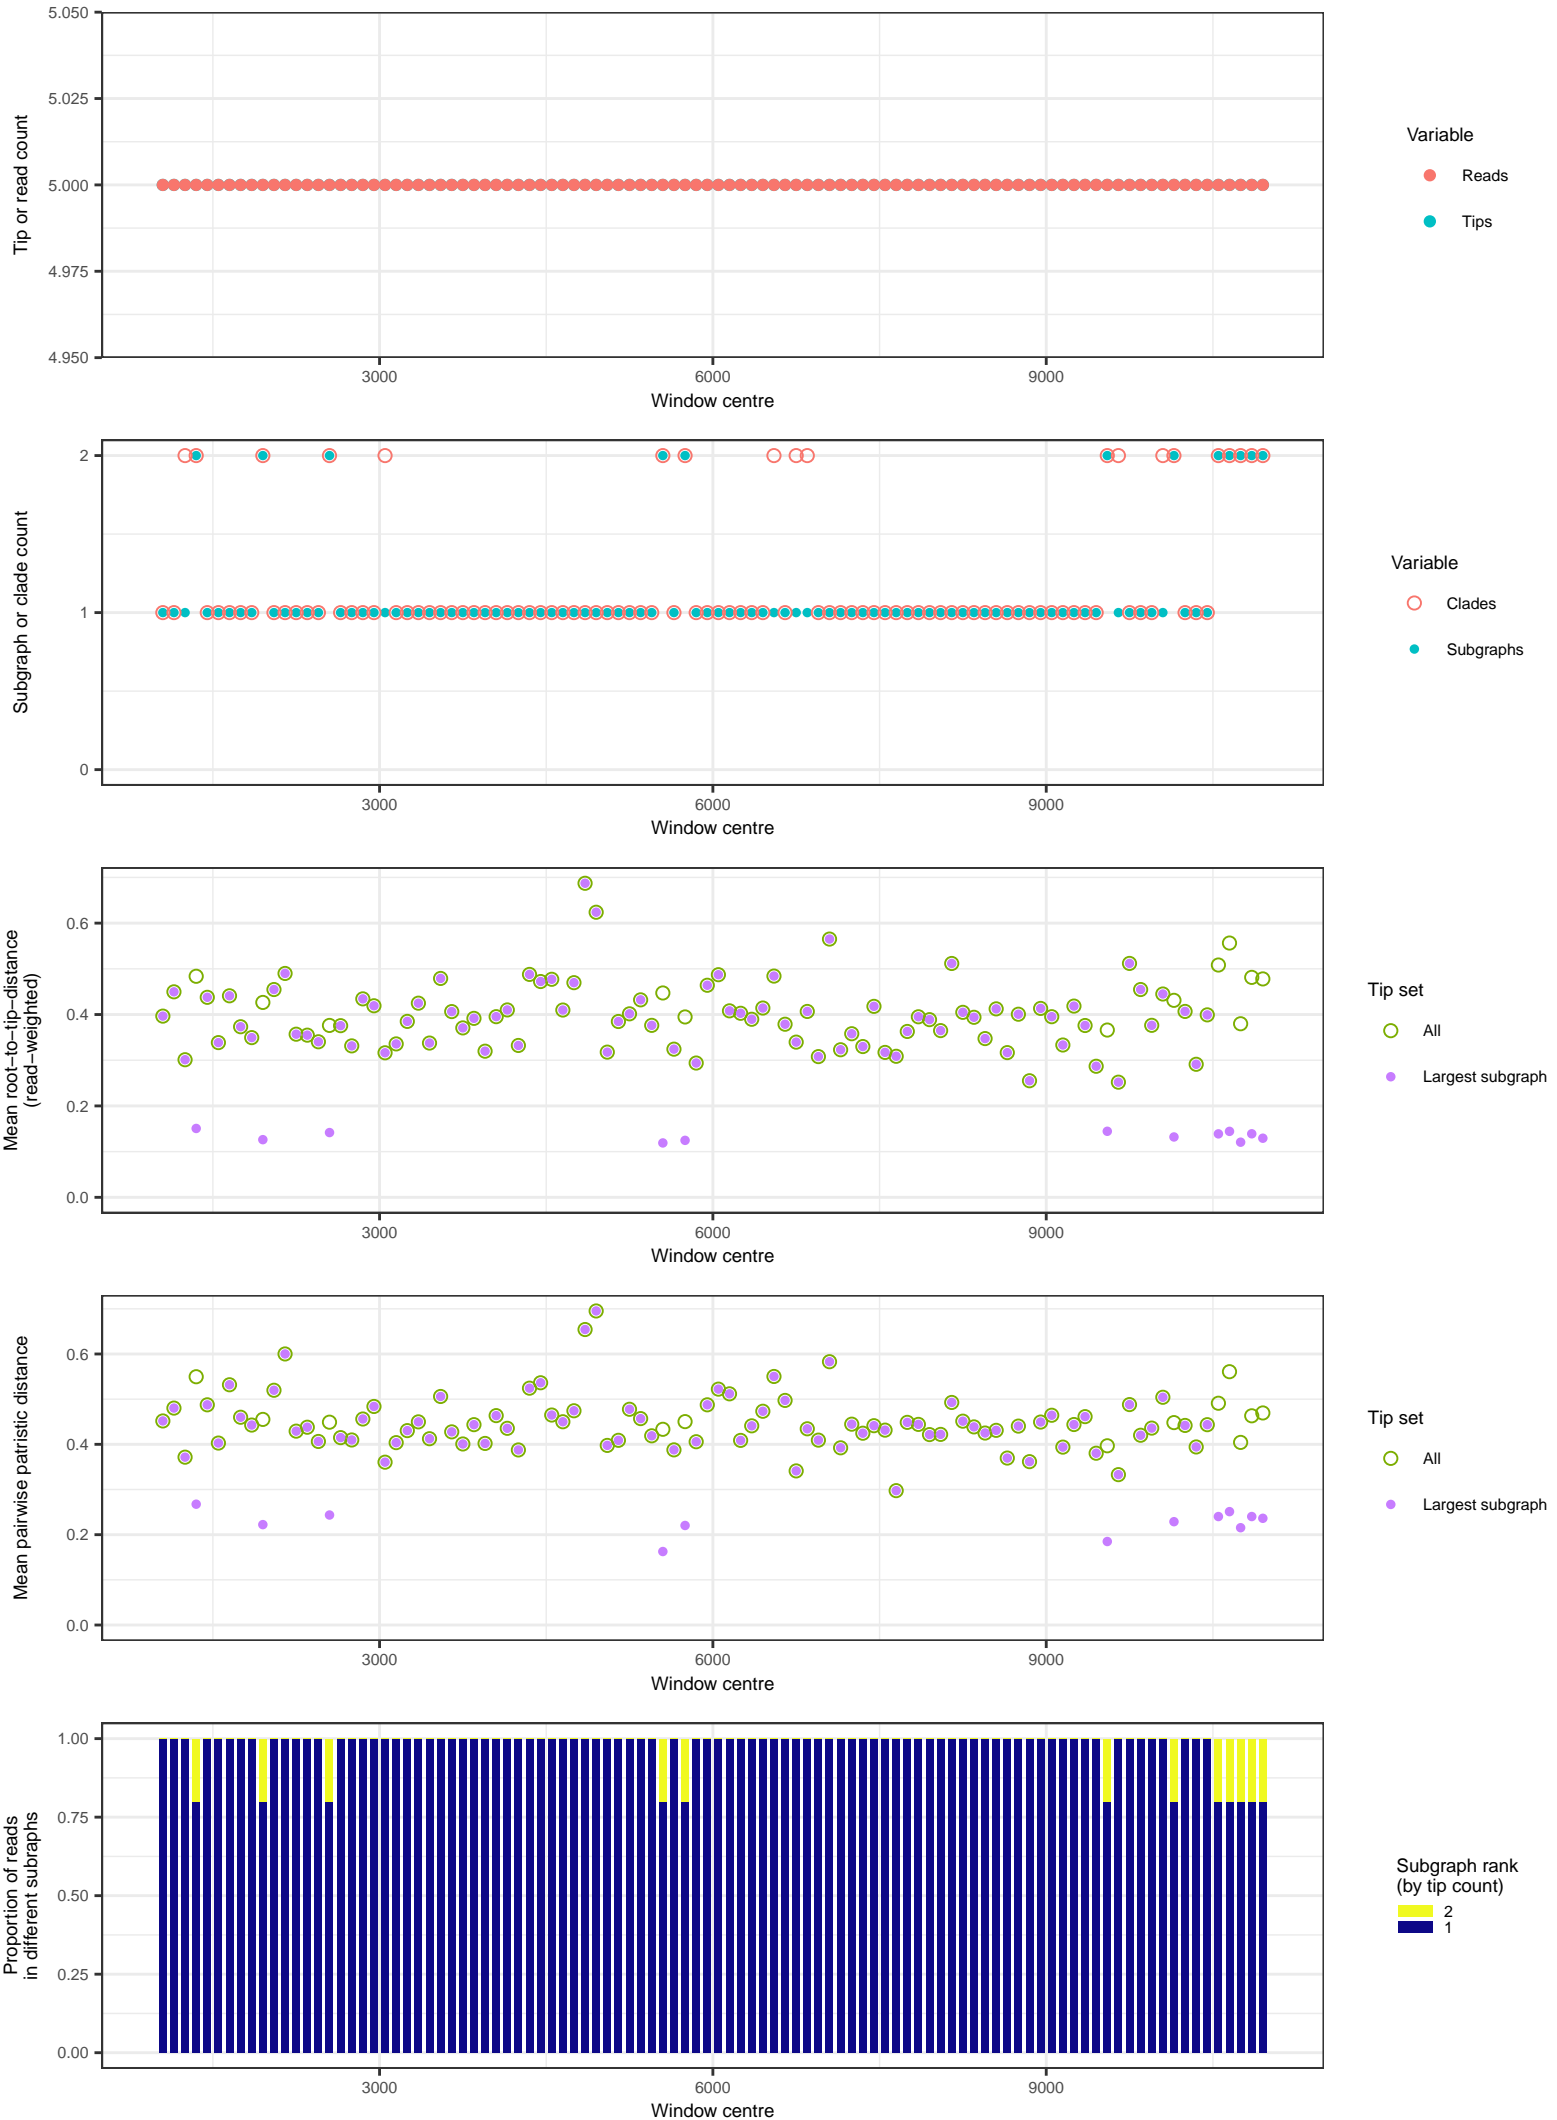 5.050
5.025
5.000
4.975
4.950
Tip or read count
3000
6000
9000
Window centre
Variable
Reads
Tips
2
1
0
Subgraph or clade count
3000
6000
9000
Window centre
Variable
Clades
Subgraphs
0.6
0.4
0.2
0.0
Mean root−to−tip−distance
(read−weighted)
3000
6000
9000
Window centre
Tip set
All
Largest subgraph
0.6
0.4
0.2
0.0
Mean pairwise patristic distance
3000
6000
9000
Window centre
Tip set
All
Largest subgraph
1.00
0.75
0.50
0.25
0.00
Proportion of reads
in different subraphs
3000
6000
9000
Window centre
Subgraph rank
(by tip count)
2
1